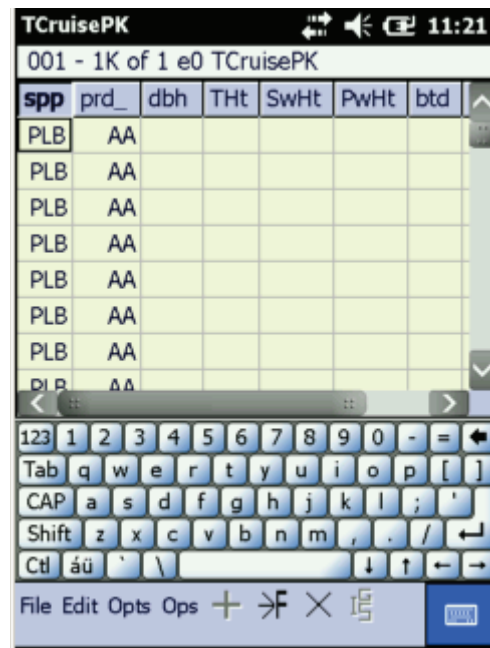 TCruisePK 11:21
001 - 1K of 1 e0 TCruisePK
spp prd_ dbh THt SwHt PwHt btd
PLB AA
PLB AA
PLB AA
PLB AA
PLB AA
PLB AA
PLB AA
PLB AA
123 1 2 3 4 5 6 7 8 9 0 - =
Tab q w e r t y u i o p [ ]
CAP a s d f g h j k l ; '
Shift z x c v b n m , . /
Ctl áü ` \
File Edit Opts Ops